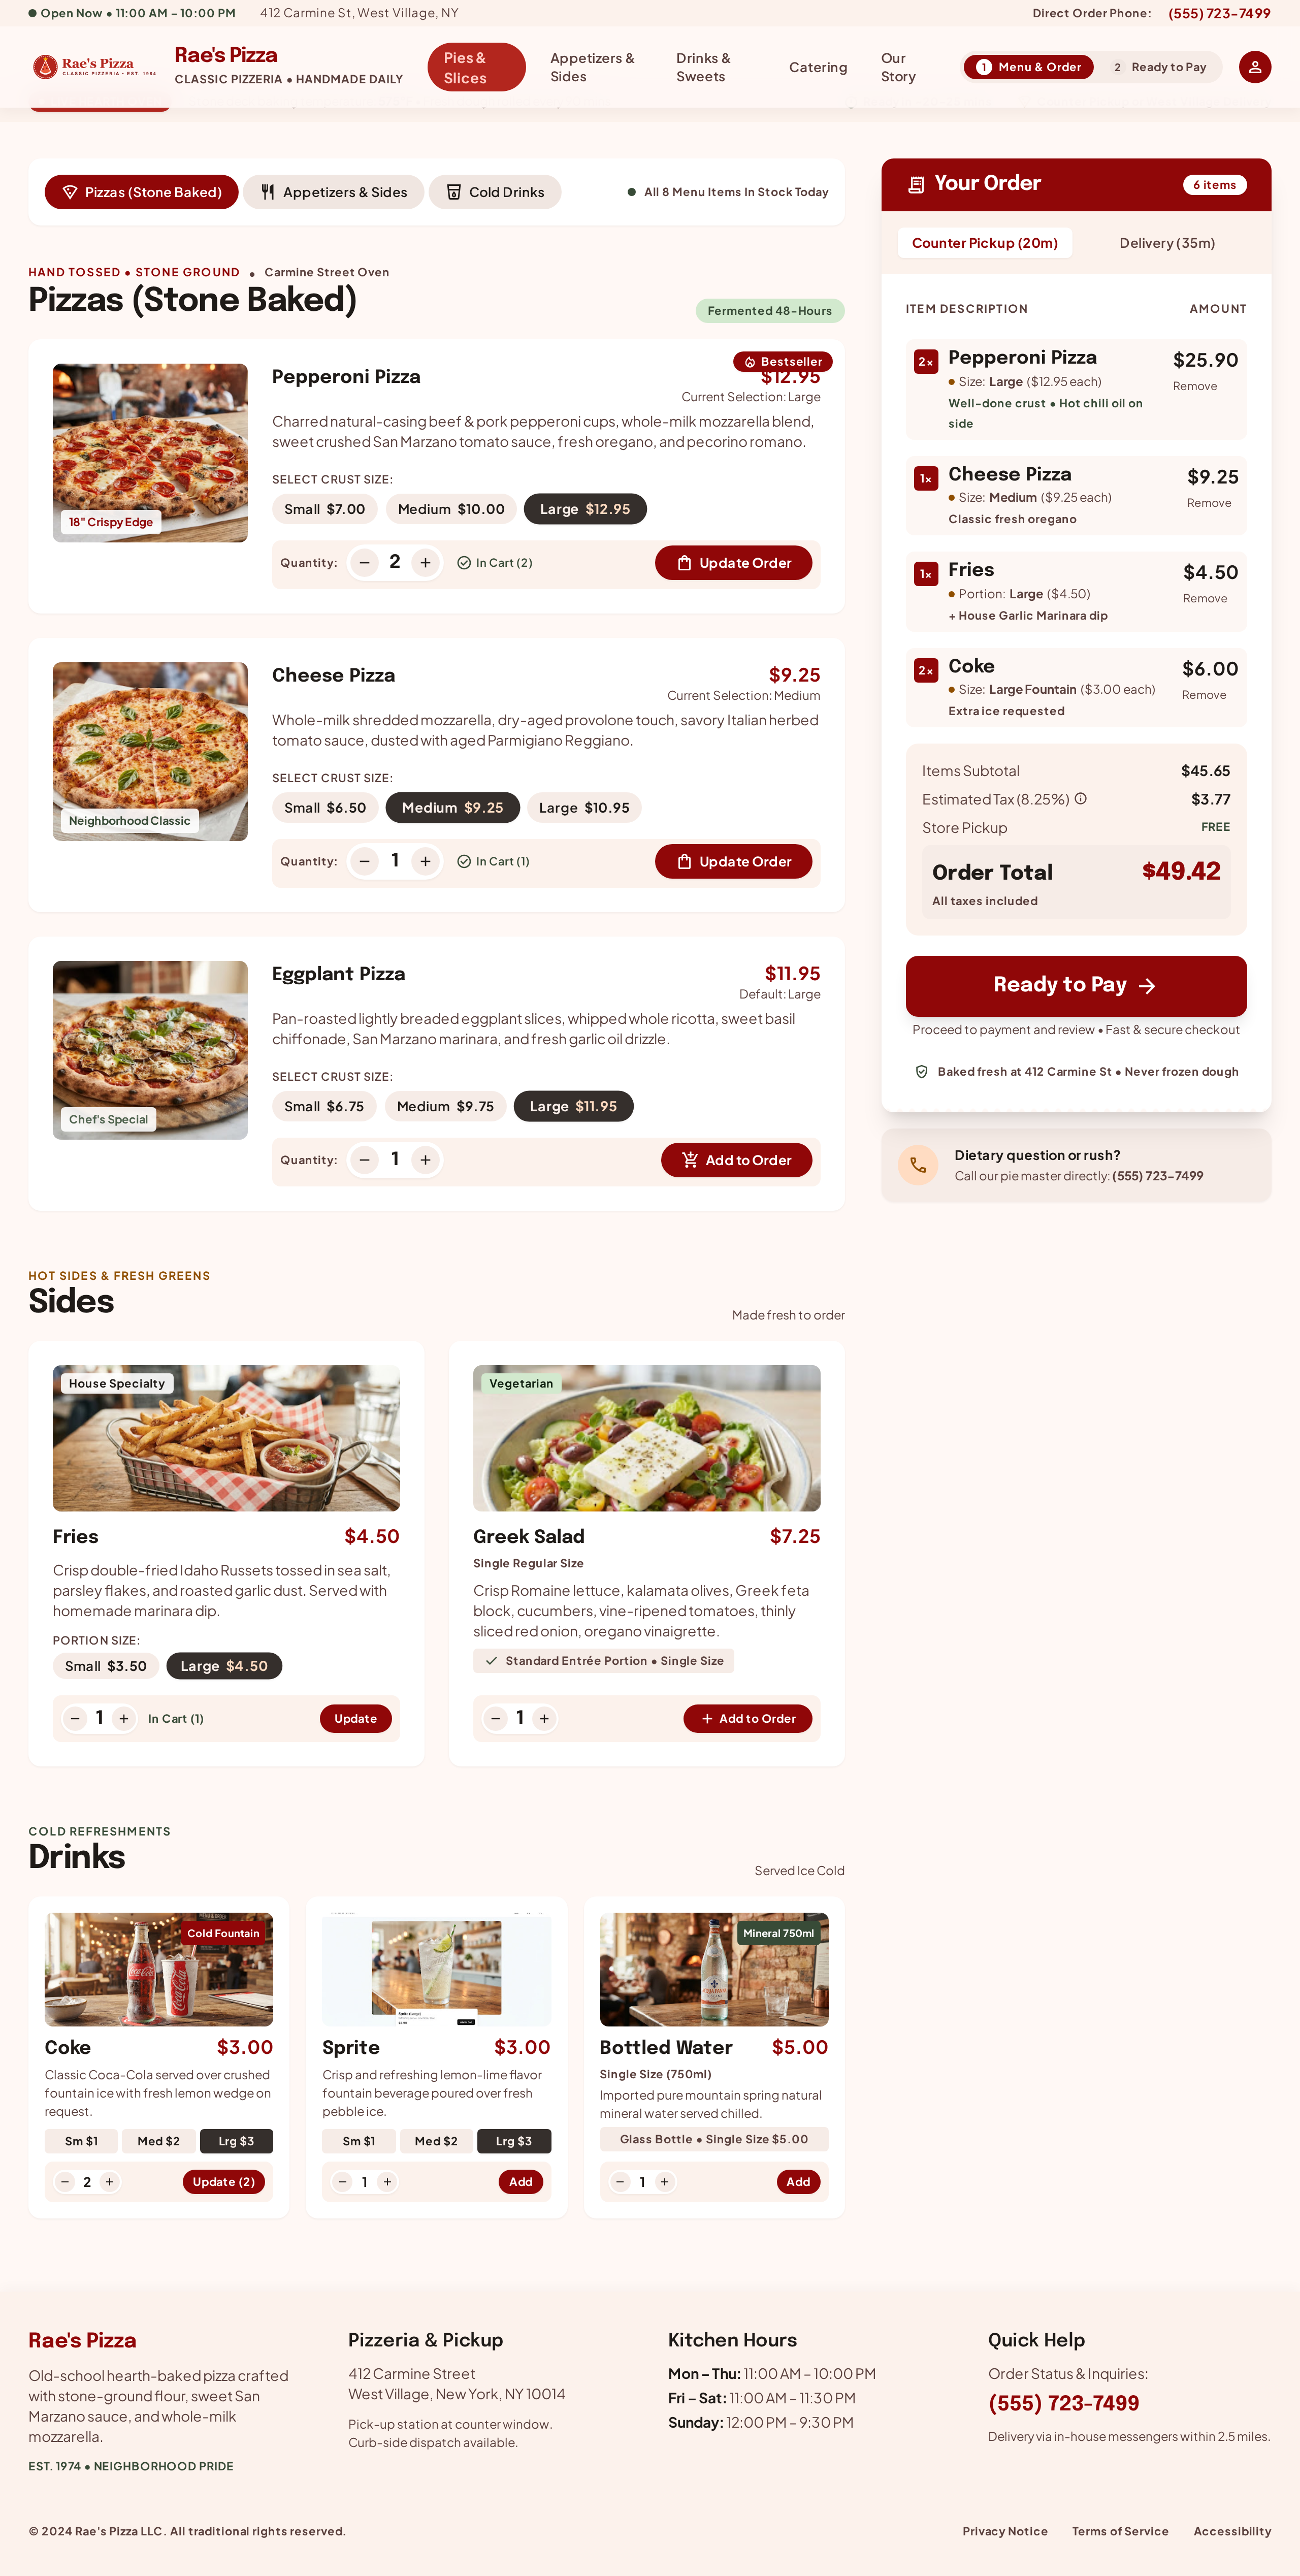 Open Now • 11:00 AM – 10:00 PM
412 Carmine St, West Village, NY
Direct Order Phone:
(555) 723-7499
Rae's Pizza
CLASSIC PIZZERIA • EST. 1984
Rae's Pizza
CLASSIC PIZZERIA • HANDMADE DAILY
Pies &
Slices
Appetizers &
Sides
Drinks &
Sweets
Catering
Our
Story
1 Menu & Order
2 Ready to Pay
Pizzas (Stone Baked)
Appetizers & Sides
Cold Drinks
All 8 Menu Items In Stock Today
HAND TOSSED • STONE GROUND • Carmine Street Oven
Pizzas (Stone Baked)
Fermented 48-Hours
18" Crispy Edge
Bestseller
Pepperoni Pizza
$12.95
Current Selection: Large
Charred natural-casing beef & pork pepperoni cups, whole-milk mozzarella blend,
sweet crushed San Marzano tomato sauce, fresh oregano, and pecorino romano.
SELECT CRUST SIZE:
Small $7.00
Medium $10.00
Large $12.95
Quantity:
− 2 +
In Cart (2)
Update Order
Neighborhood Classic
Cheese Pizza
$9.25
Current Selection: Medium
Whole-milk shredded mozzarella, dry-aged provolone touch, savory Italian herbed
tomato sauce, dusted with aged Parmigiano Reggiano.
SELECT CRUST SIZE:
Small $6.50
Medium $9.25
Large $10.95
Quantity:
− 1 +
In Cart (1)
Update Order
Chef's Special
Eggplant Pizza
$11.95
Default: Large
Pan-roasted lightly breaded eggplant slices, whipped whole ricotta, sweet basil
chiffonade, San Marzano marinara, and fresh garlic oil drizzle.
SELECT CRUST SIZE:
Small $6.75
Medium $9.75
Large $11.95
Quantity:
− 1 +
Add to Order
Your Order
6 items
Counter Pickup (20m)
Delivery (35m)
ITEM DESCRIPTION
AMOUNT
2×
Pepperoni Pizza
$25.90
• Size: Large ($12.95 each)
Remove
Well-done crust • Hot chili oil on
side
1×
Cheese Pizza
$9.25
• Size: Medium ($9.25 each)
Remove
Classic fresh oregano
1×
Fries
$4.50
• Portion: Large ($4.50)
Remove
+ House Garlic Marinara dip
2×
Coke
$6.00
• Size: Large Fountain ($3.00 each)
Remove
Extra ice requested
Items Subtotal
$45.65
Estimated Tax (8.25%)
$3.77
Store Pickup
FREE
Order Total
$49.42
All taxes included
Ready to Pay →
Proceed to payment and review • Fast & secure checkout
Baked fresh at 412 Carmine St • Never frozen dough
Dietary question or rush?
Call our pie master directly: (555) 723-7499
HOT SIDES & FRESH GREENS
Sides
Made fresh to order
House Specialty
Fries
$4.50
Crisp double-fried Idaho Russets tossed in sea salt,
parsley flakes, and roasted garlic dust. Served with
homemade marinara dip.
PORTION SIZE:
Small $3.50
Large $4.50
− 1 +
In Cart (1)
Update
Vegetarian
Greek Salad
$7.25
Single Regular Size
Crisp Romaine lettuce, kalamata olives, Greek feta
block, cucumbers, vine-ripened tomatoes, thinly
sliced red onion, oregano vinaigrette.
Standard Entrée Portion • Single Size
− 1 +
+ Add to Order
COLD REFRESHMENTS
Drinks
Served Ice Cold
Cold Fountain
Coca-Cola
Coca-Cola
Coke
$3.00
Classic Coca-Cola served over crushed
fountain ice with fresh lemon wedge on
request.
Sm $1
Med $2
Lrg $3
− 2 +
Update (2)
Sprite (Large)
Sprite
$3.00
Crisp and refreshing lemon-lime flavor
fountain beverage poured over fresh
pebble ice.
Sm $1
Med $2
Lrg $3
− 1 +
Add
Mineral 750ml
Bottled Water
$5.00
Single Size (750ml)
Imported pure mountain spring natural
mineral water served chilled.
Glass Bottle • Single Size $5.00
− 1 +
Add
Rae's Pizza
Old-school hearth-baked pizza crafted
with stone-ground flour, sweet San
Marzano sauce, and whole-milk
mozzarella.
EST. 1974 • NEIGHBORHOOD PRIDE
Pizzeria & Pickup
412 Carmine Street
West Village, New York, NY 10014
Pick-up station at counter window.
Curb-side dispatch available.
Kitchen Hours
Mon – Thu: 11:00 AM – 10:00 PM
Fri – Sat: 11:00 AM – 11:30 PM
Sunday: 12:00 PM – 9:30 PM
Quick Help
Order Status & Inquiries:
(555) 723-7499
Delivery via in-house messengers within 2.5 miles.
© 2024 Rae's Pizza LLC. All traditional rights reserved.
Privacy Notice
Terms of Service
Accessibility